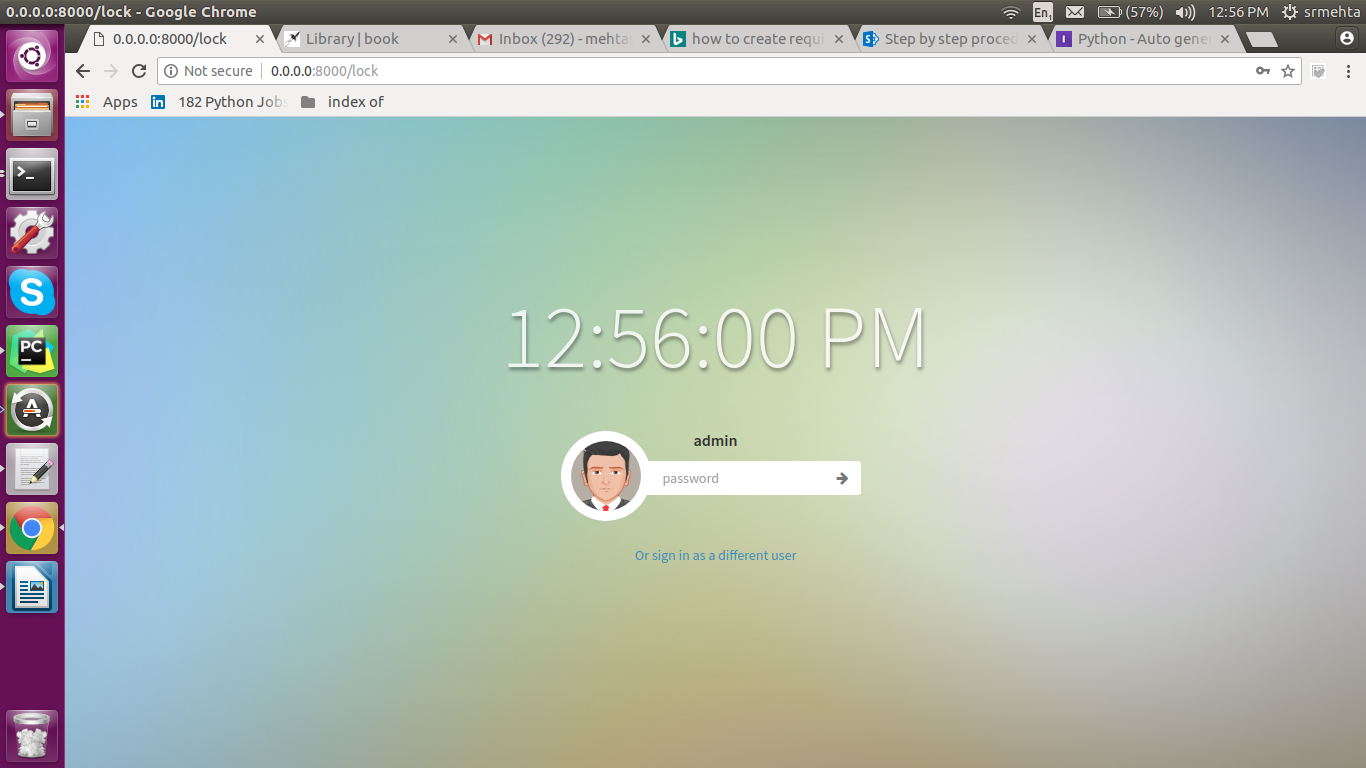 0.0.0.0:8000/lock - Google Chrome
En1 (57%) 12:56 PM srmehta
0.0.0.0:8000/lock × Library | book × Inbox (292) - mehta × how to create requi × Step by step proced × Python - Auto gener ×
Not secure | 0.0.0.0:8000/lock
Apps in 182 Python Jobs index of
S
PC
A
12:56:00 PM
admin
password
Or sign in as a different user